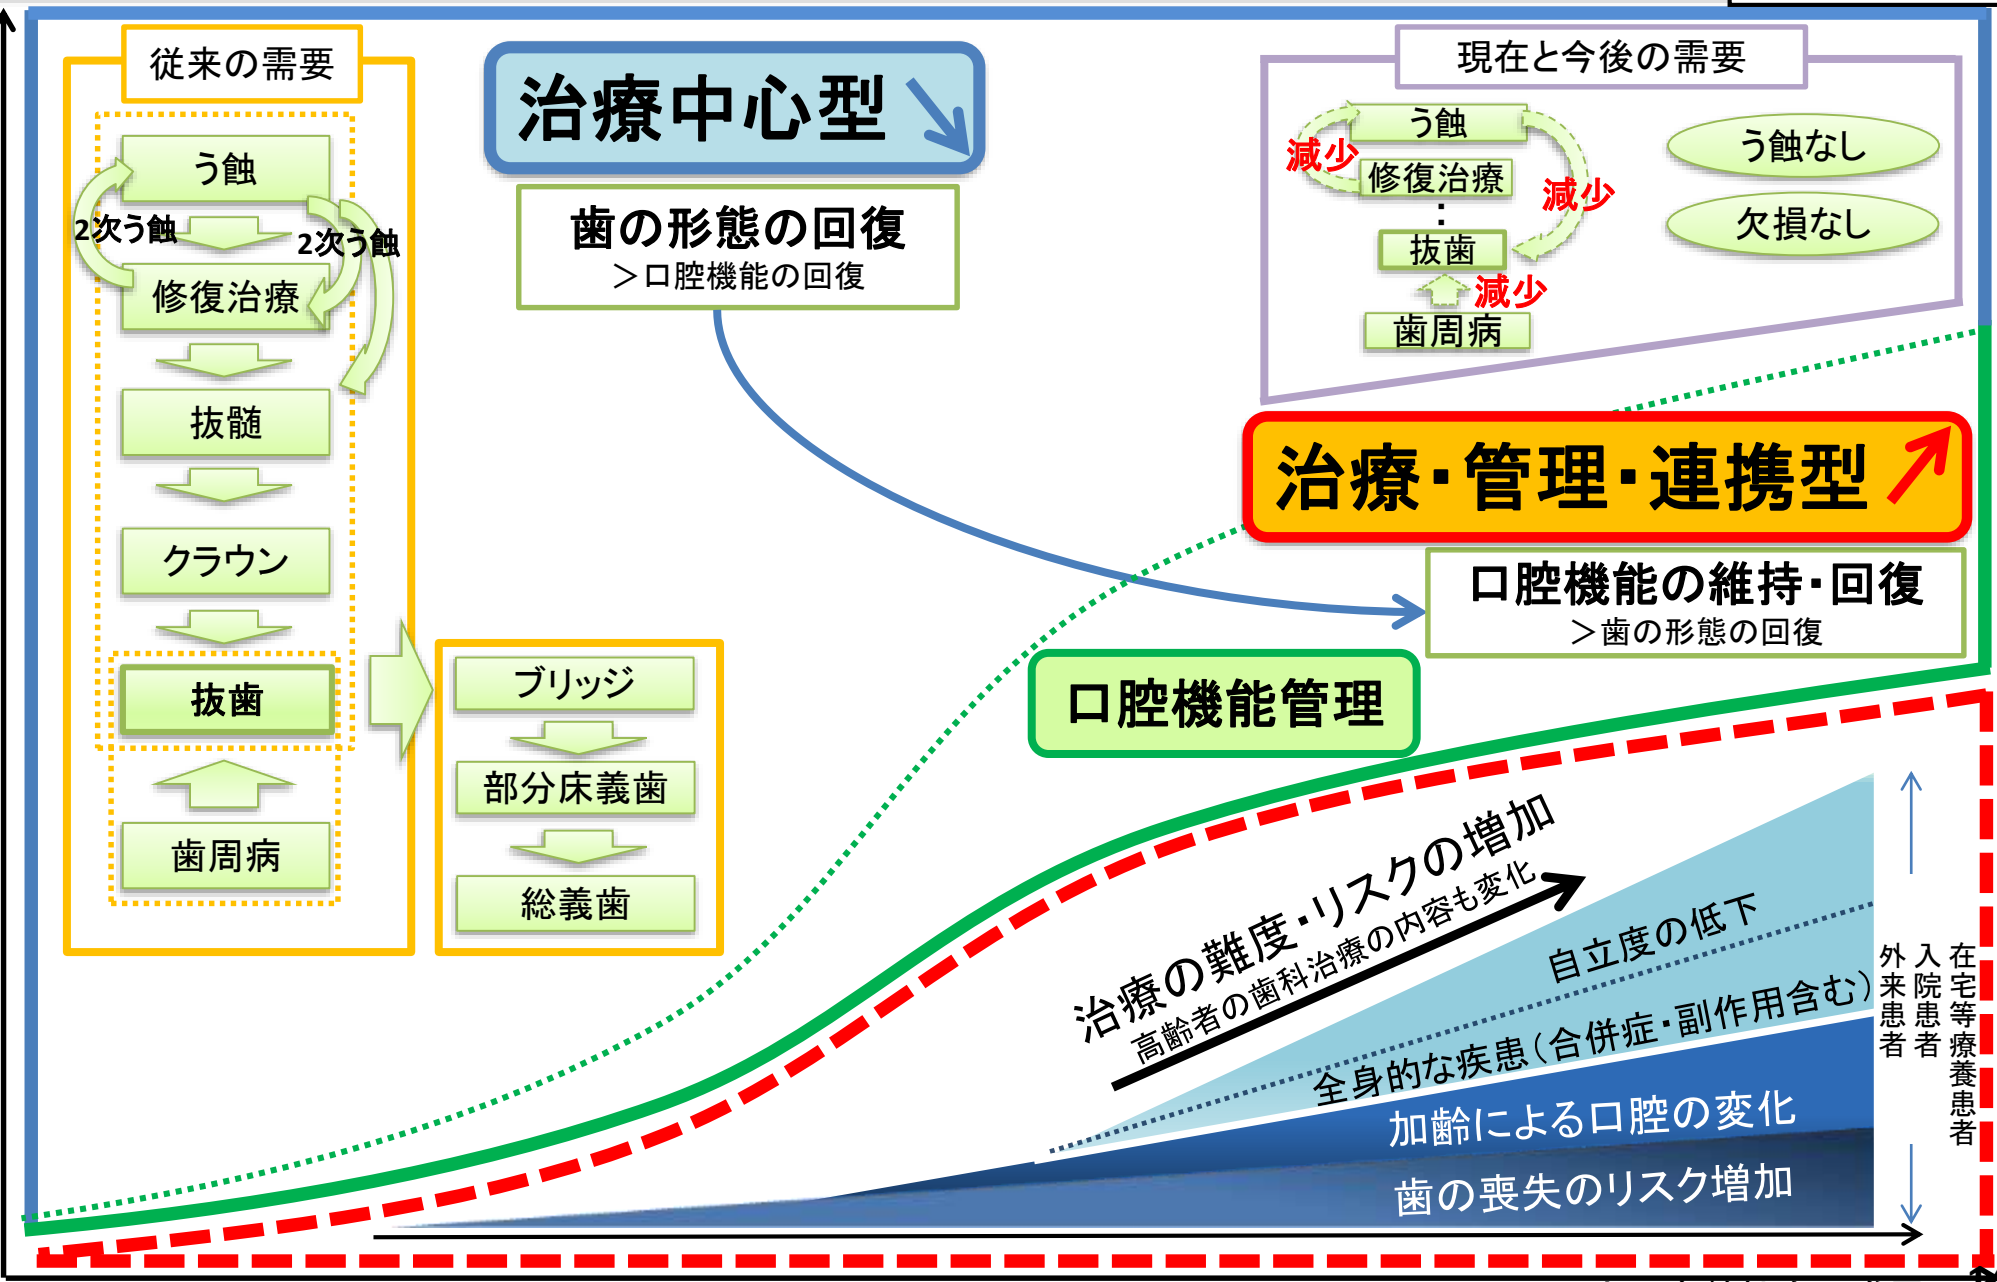 従来の需要
う蝕
2次う蝕
2次う蝕
修復治療
抜髄
クラウン
抜歯
歯周病
ブリッジ
部分床義歯
総義歯
治療中心型
歯の形態の回復
＞口腔機能の回復
現在と今後の需要
う蝕
減少
修復治療
減少
：
抜歯
減少
歯周病
う蝕なし
欠損なし
治療・管理・連携型
口腔機能の維持・回復
＞歯の形態の回復
口腔機能管理
治療の難度・リスクの増加
高齢者の歯科治療の内容も変化
自立度の低下
全身的な疾患（合併症・副作用含む）
加齢による口腔の変化
歯の喪失のリスク増加
在宅等療養患者
入院患者
外来患者